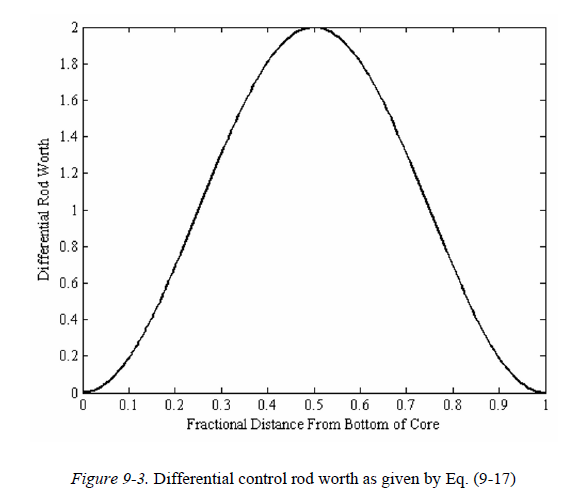 2
1.8
1.6
1.4
1.2
1
0.8
0.6
0.4
0.2
0
Differential Rod Worth
0 0.1 0.2 0.3 0.4 0.5 0.6 0.7 0.8 0.9 1
Fractional Distance From Bottom of Core
Figure 9-3. Differential control rod worth as given by Eq. (9-17)